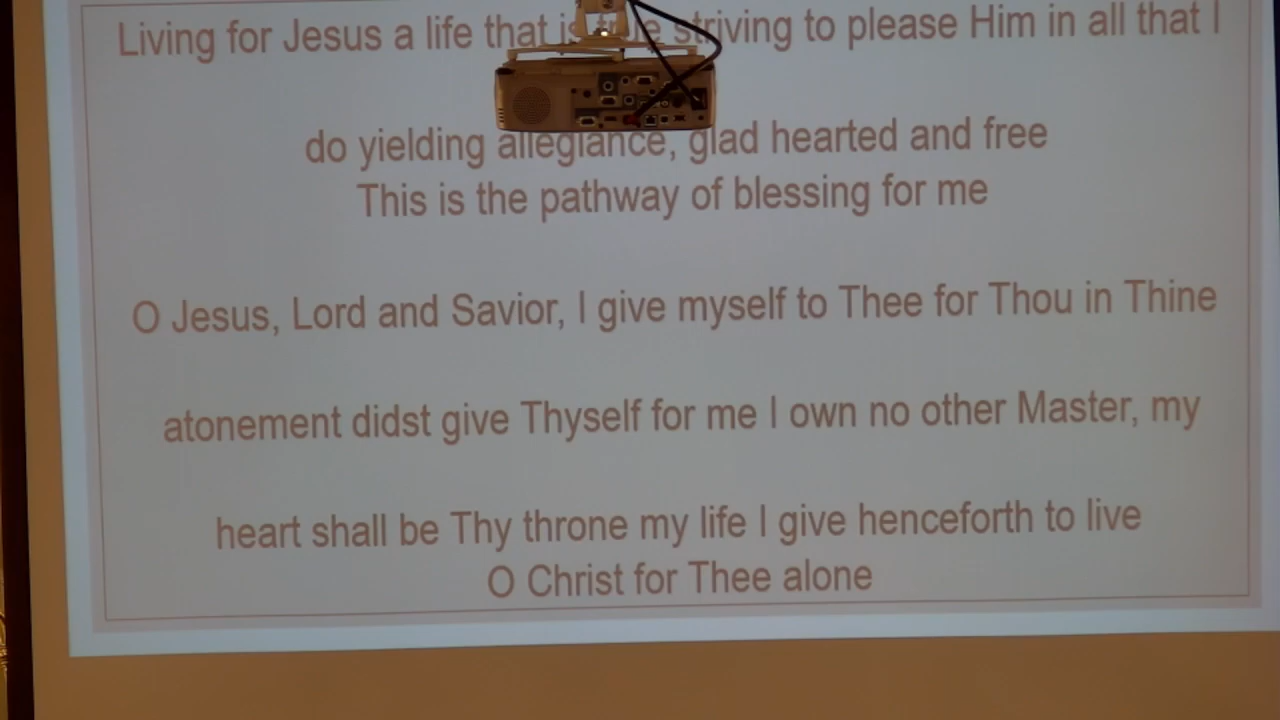 Living for Jesus a life that is true striving to please Him in all that I
do yielding allegiance, glad hearted and free
This is the pathway of blessing for me
O Jesus, Lord and Savior, I give myself to Thee for Thou in Thine
atonement didst give Thyself for me I own no other Master, my
heart shall be Thy throne my life I give henceforth to live
O Christ for Thee alone